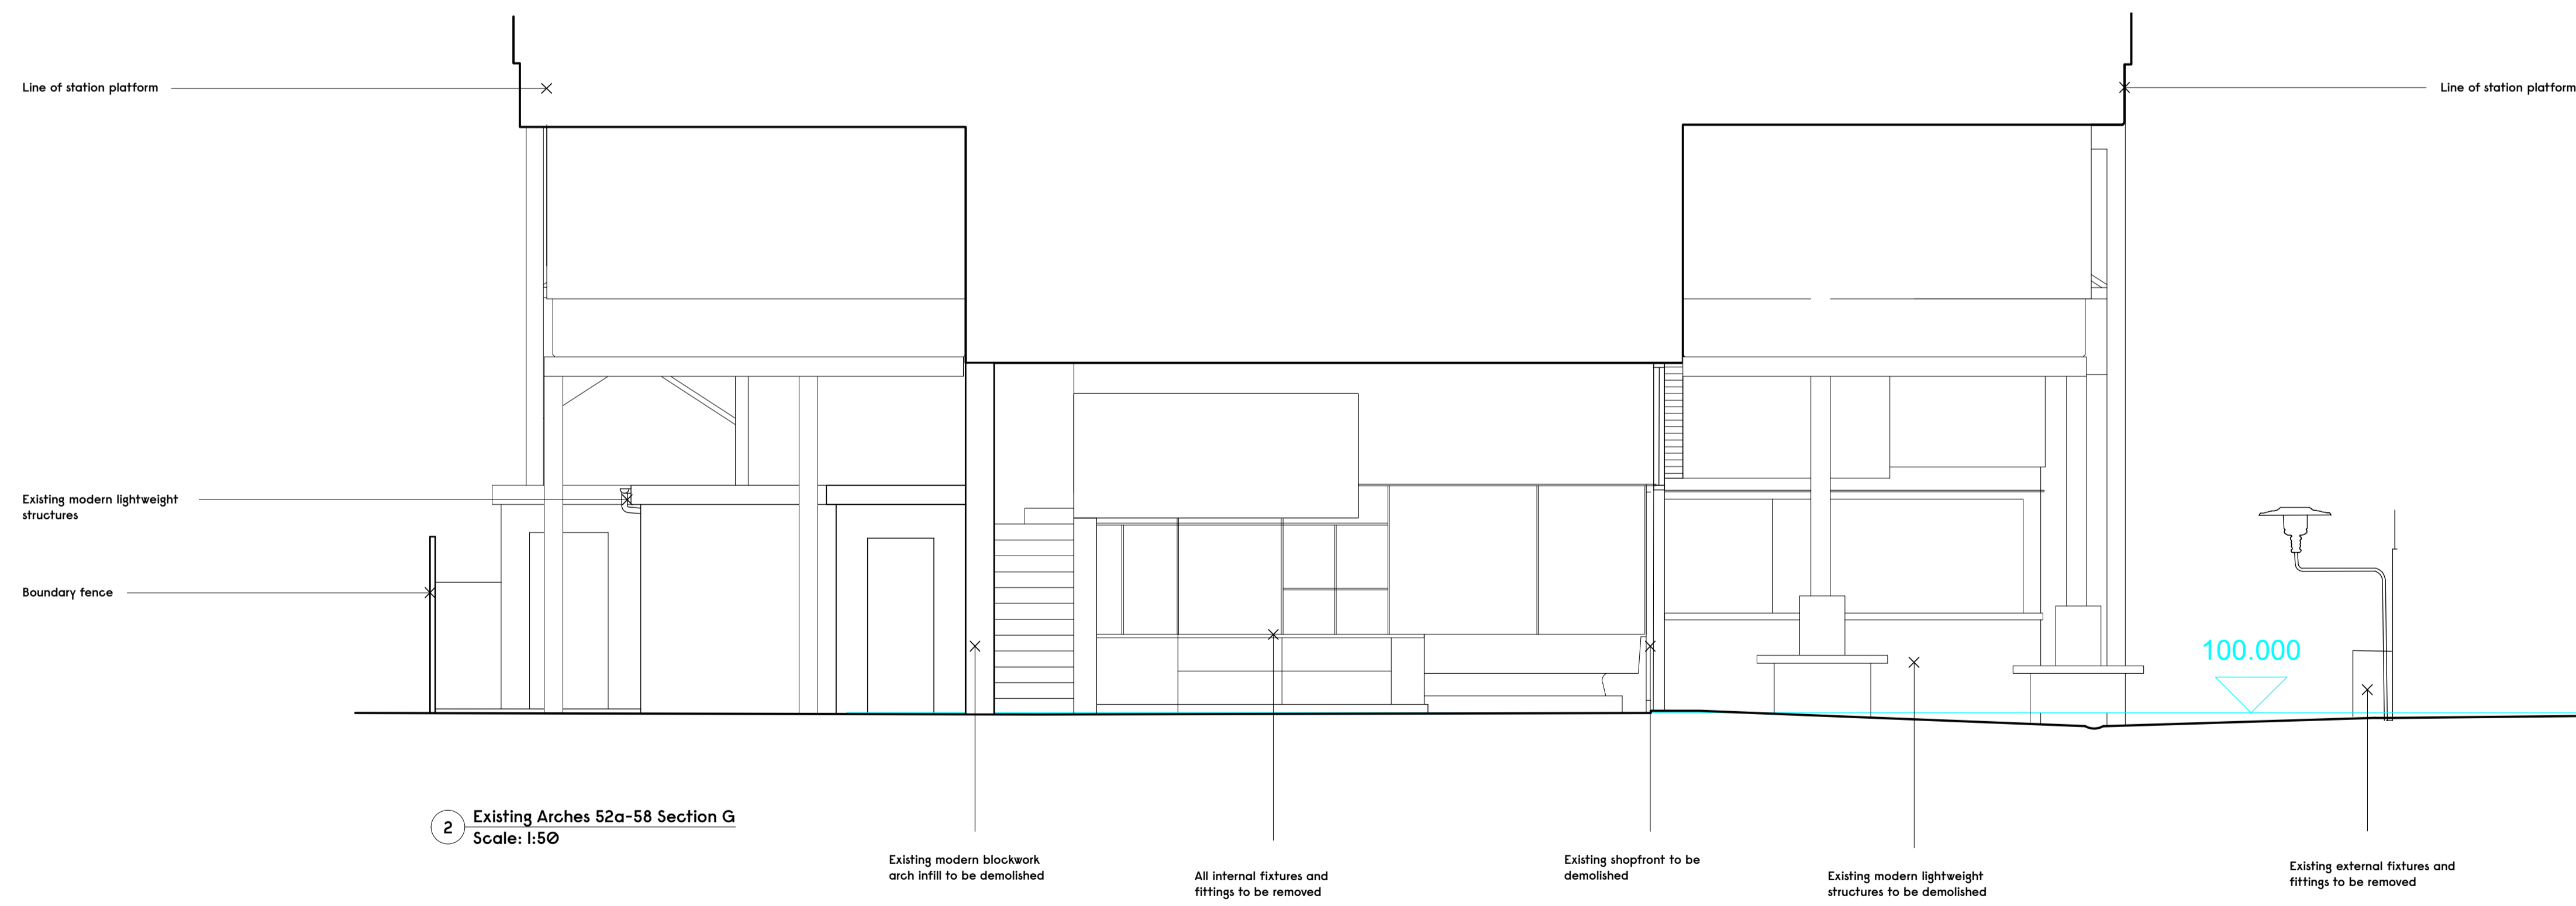 Line of station platform
Line of station platform
Existing modern lightweight
structures
Boundary fence
100.000
2
Existing Arches 52a-58 Section G
Scale: 1:50
Existing modern blockwork
arch infill to be demolished
All internal fixtures and
fittings to be removed
Existing shopfront to be
demolished
Existing modern lightweight
structures to be demolished
Existing external fixtures and
fittings to be removed